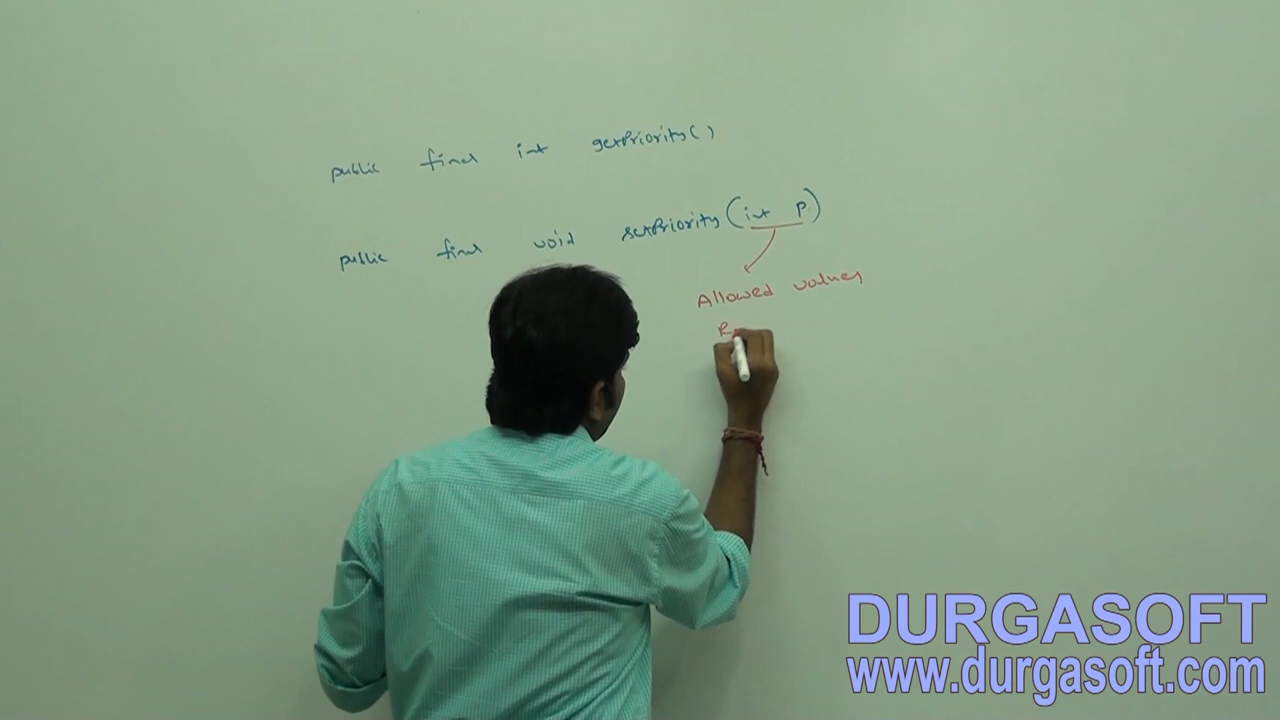 public final int getPriority()
public final void setPriority(int p)
Allowed values
DURGASOFT
www.durgasoft.com